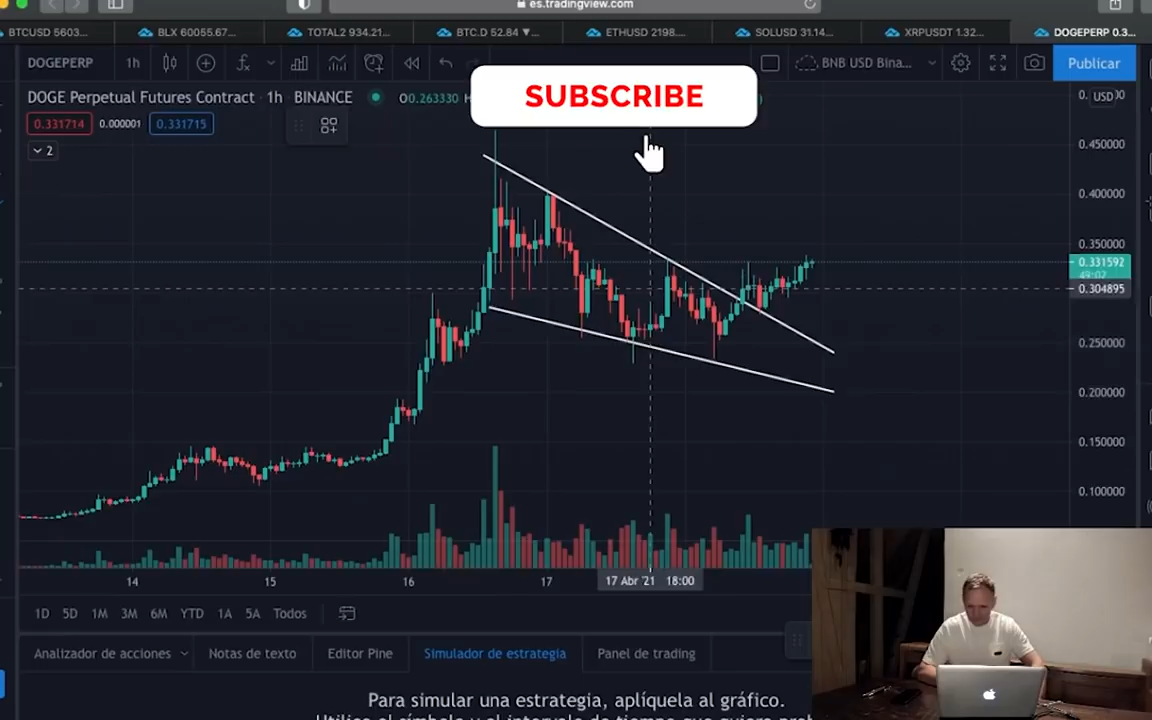 es.tradingview.com
BTCUSD 5603...
BLX 60055.67...
TOTAL2 934.21...
BTC.D 52.84 ▼...
ETHUSD 2198....
SOLUSD 31.14...
XRPUSDT 1.32...
DOGEPERP 0.3...
DOGEPERP
1h
BNB USD Bina...
Publicar
DOGE Perpetual Futures Contract · 1h · BINANCE
O0.263330
SUBSCRIBE
USD
0.331714
0.000001
0.331715
2
0.450000
0.400000
0.350000
0.331592
49:02
0.304895
0.250000
0.200000
0.150000
0.100000
14
15
16
17
17 Abr '21 18:00
1D 5D 1M 3M 6M YTD 1A 5A Todos
Analizador de acciones
Notas de texto
Editor Pine
Simulador de estrategia
Panel de trading
Para simular una estrategia, aplíquela al gráfico.